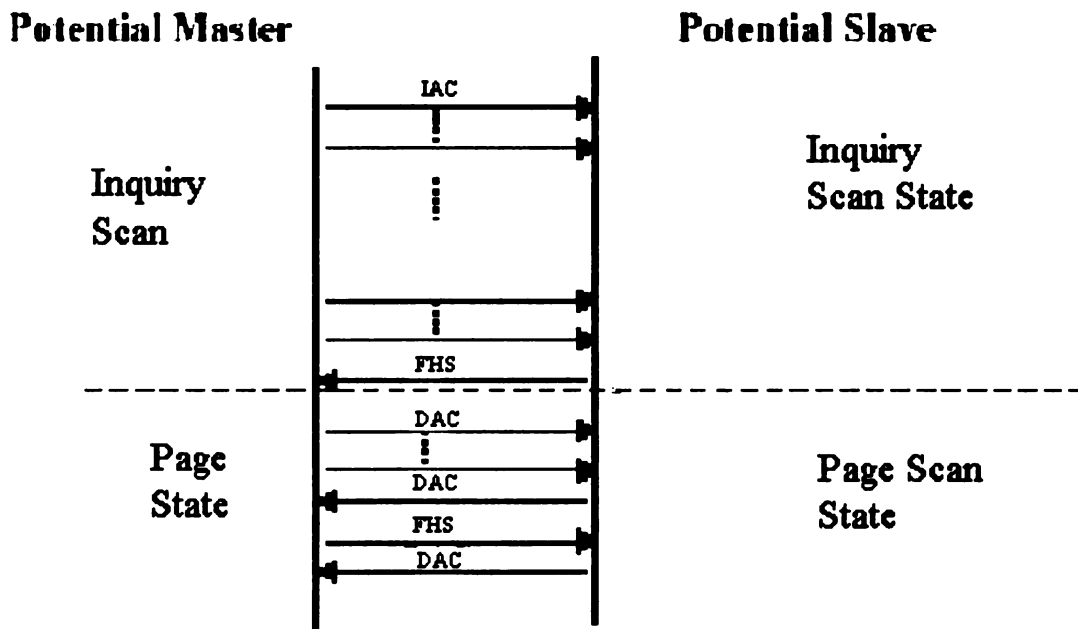 Potential Master
Potential Slave
IAC
Inquiry
Scan
Inquiry
Scan State
FHS
DAC
Page
State
DAC
Page Scan
State
FHS
DAC